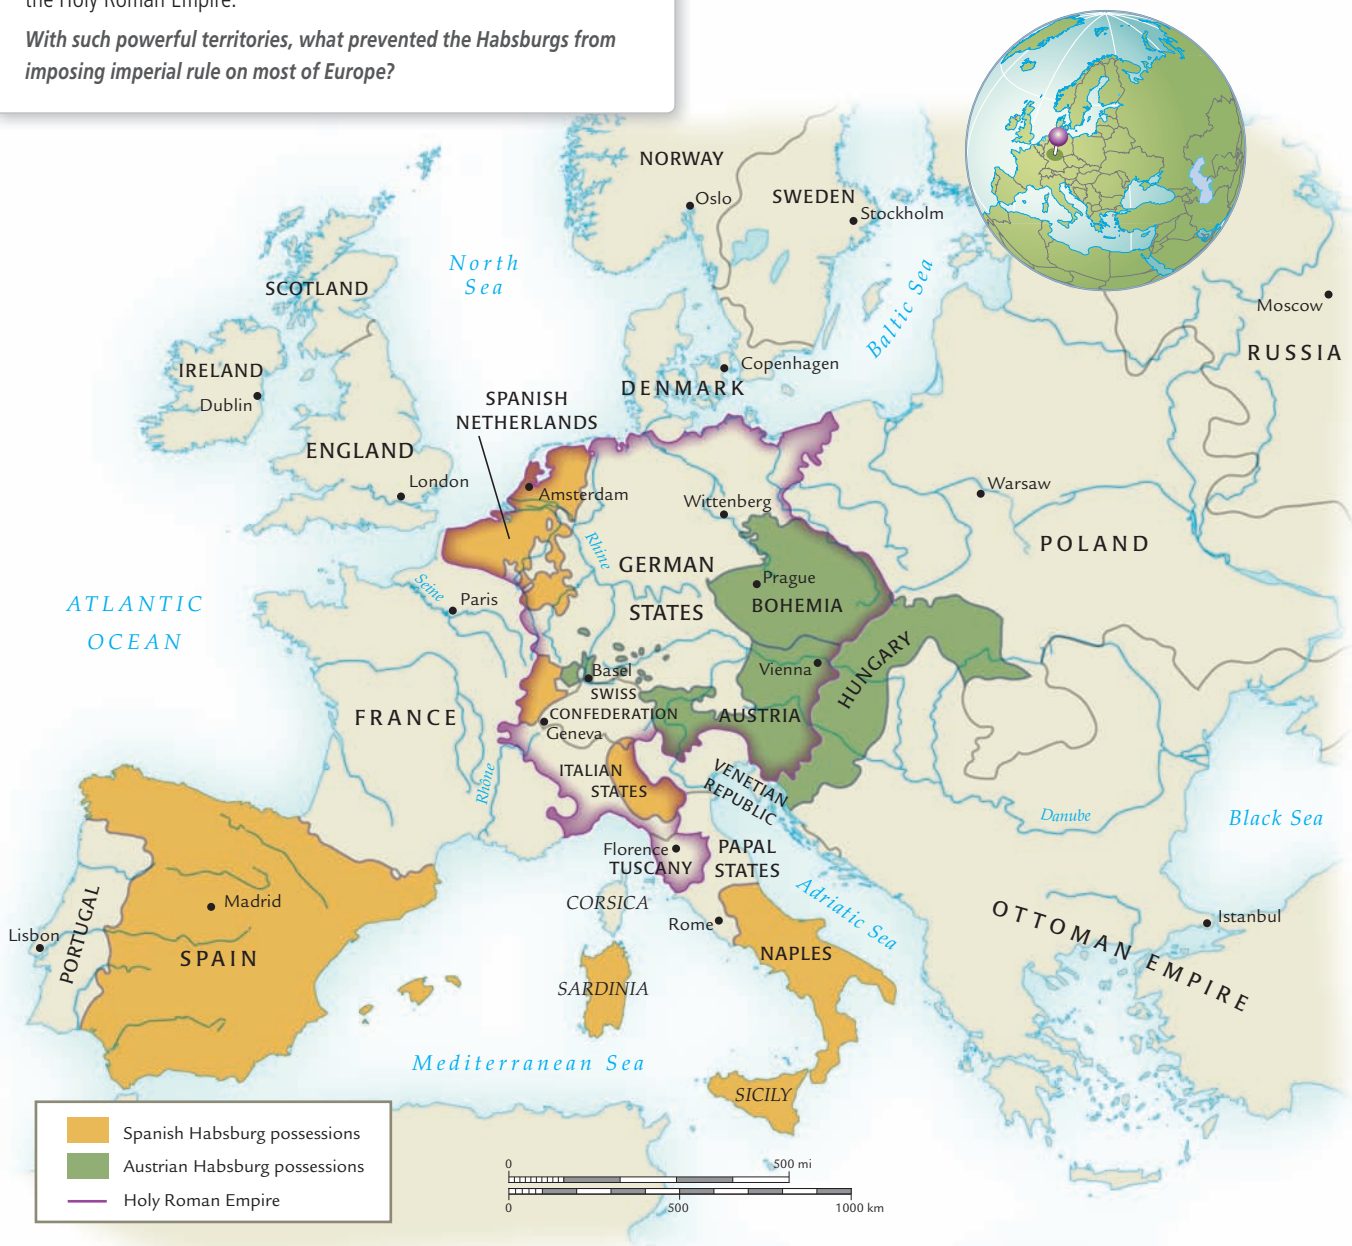 the Holy Roman Empire.
With such powerful territories, what prevented the Habsburgs from
imposing imperial rule on most of Europe?
NORWAY
Oslo
SWEDEN
Stockholm
North
Sea
SCOTLAND
Baltic Sea
Moscow
RUSSIA
IRELAND
Dublin
Copenhagen
DENMARK
SPANISH
NETHERLANDS
ENGLAND
London
Amsterdam
Wittenberg
Warsaw
POLAND
Rhine
GERMAN
STATES
Prague
BOHEMIA
Seine
Paris
ATLANTIC
OCEAN
Basel
Vienna
HUNGARY
SWISS
CONFEDERATION
Geneva
AUSTRIA
FRANCE
Rhône
ITALIAN
STATES
VENETIAN
REPUBLIC
Danube
Black Sea
Florence
TUSCANY
PAPAL
STATES
Adriatic Sea
CORSICA
Rome
NAPLES
OTTOMAN EMPIRE
Istanbul
Madrid
Lisbon
PORTUGAL
SPAIN
SARDINIA
Mediterranean Sea
SICILY
Spanish Habsburg possessions
Austrian Habsburg possessions
Holy Roman Empire
0 500 mi
0 500 1000 km